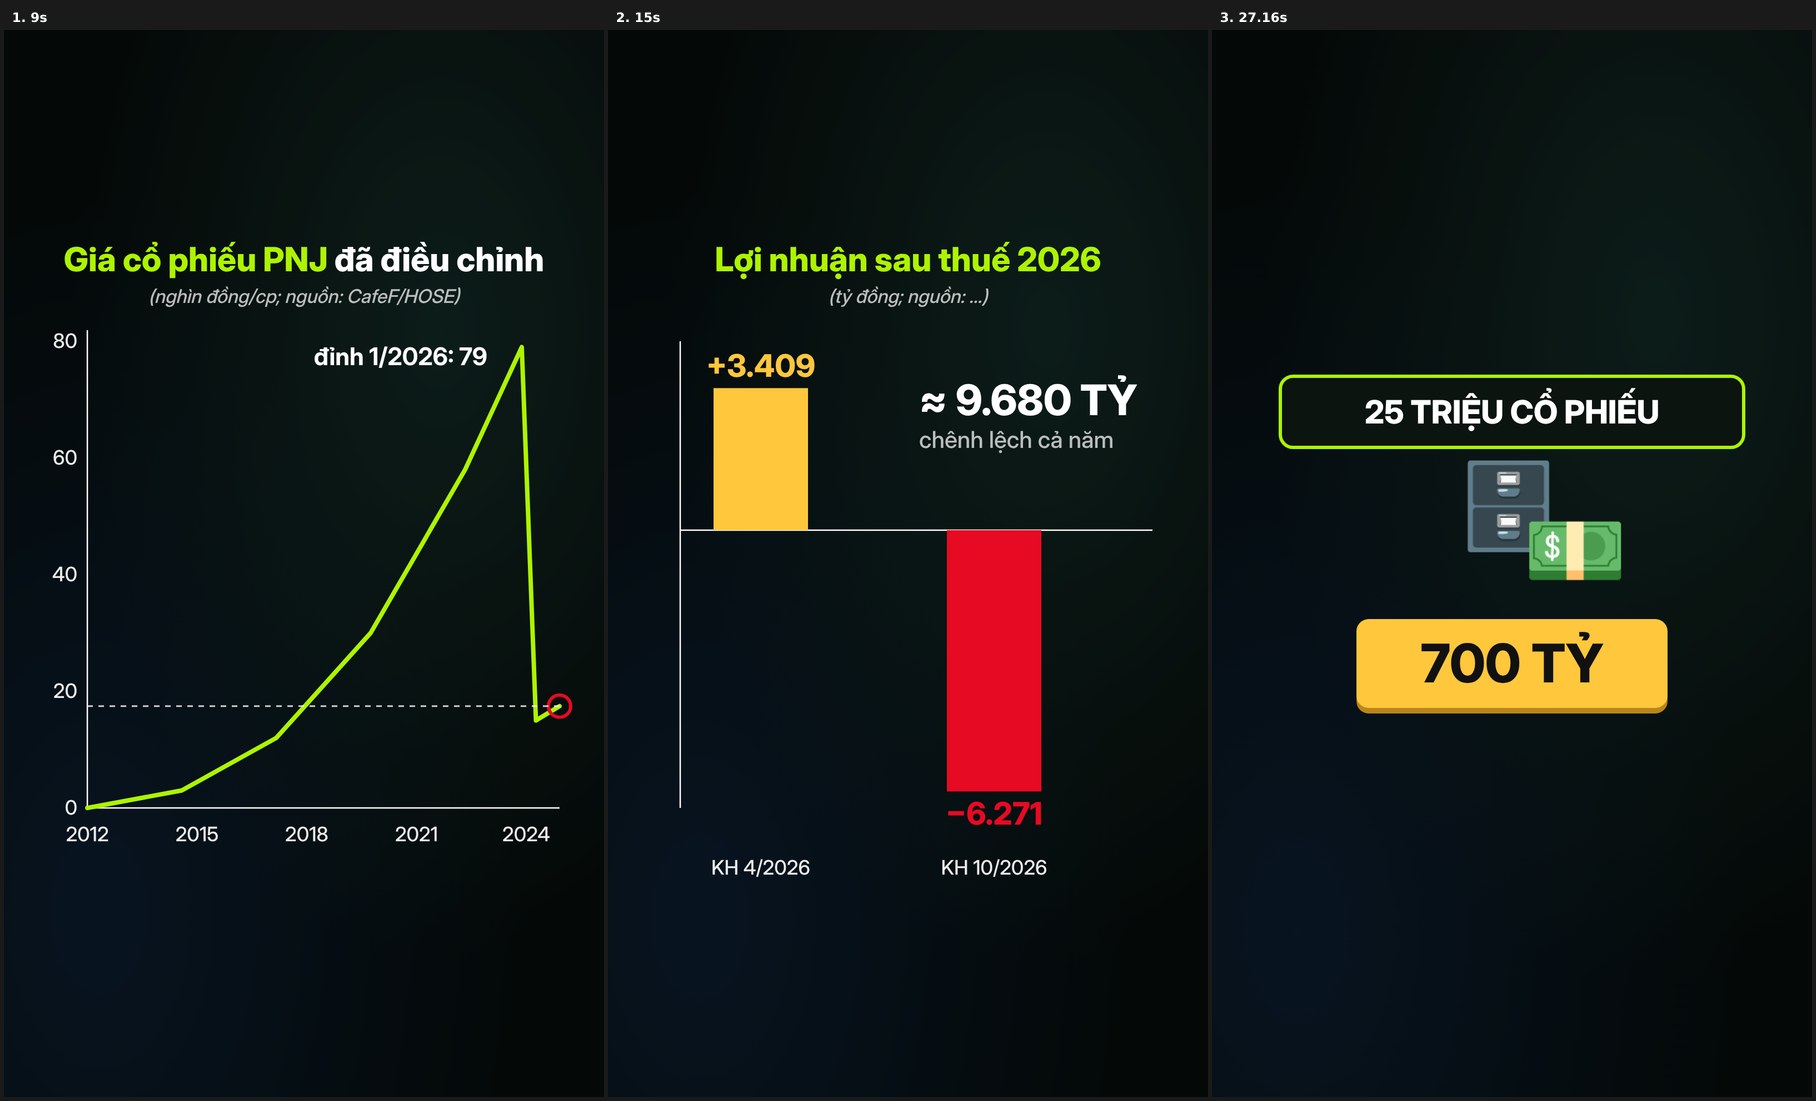 1. 9s
Giá cổ phiếu PNJ đã điều chỉnh
(nghìn đồng/cp; nguồn: CafeF/HOSE)
80
đỉnh 1/2026: 79
60
40
20
0
2012 2015 2018 2021 2024
2. 15s
Lợi nhuận sau thuế 2026
(tỷ đồng; nguồn: ...)
+3.409
≈ 9.680 TỶ
chênh lệch cả năm
−6.271
KH 4/2026 KH 10/2026
3. 27.16s
25 TRIỆU CỔ PHIẾU
$
700 TỶ